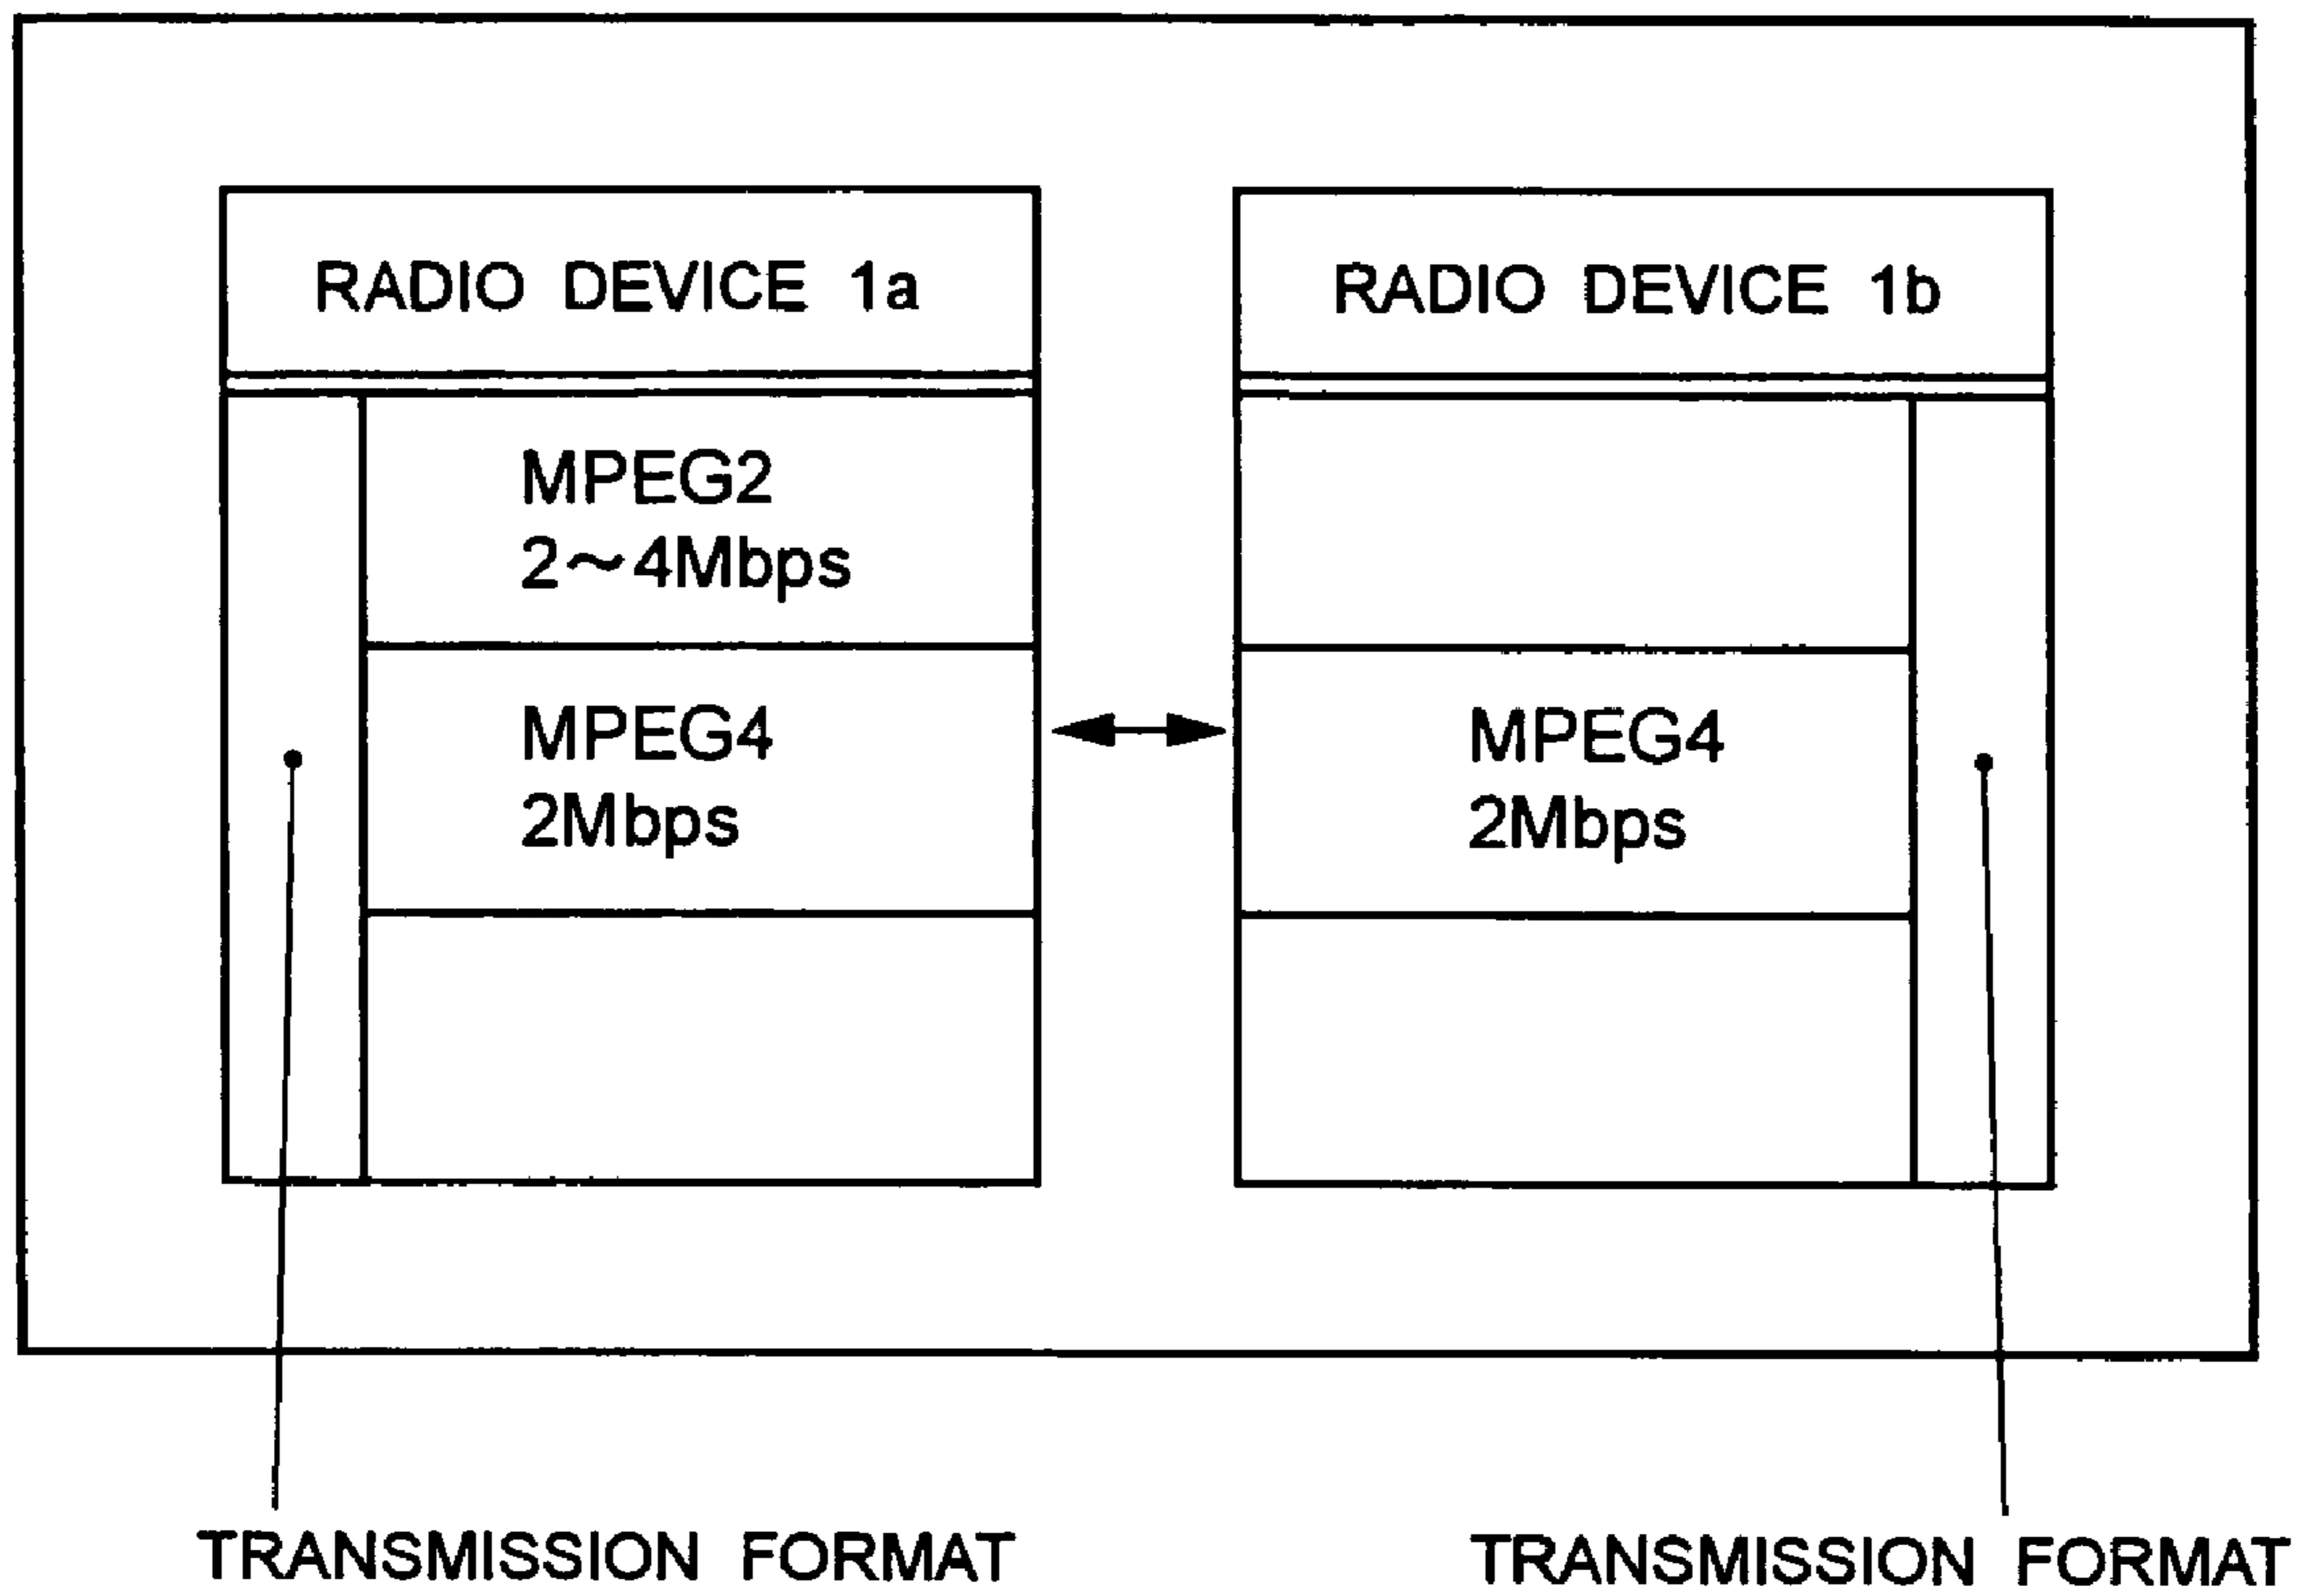 RADIO DEVICE 1a
MPEG2
2～4Mbps
MPEG4
2Mbps
RADIO DEVICE 1b
MPEG4
2Mbps
TRANSMISSION FORMAT
TRANSMISSION FORMAT